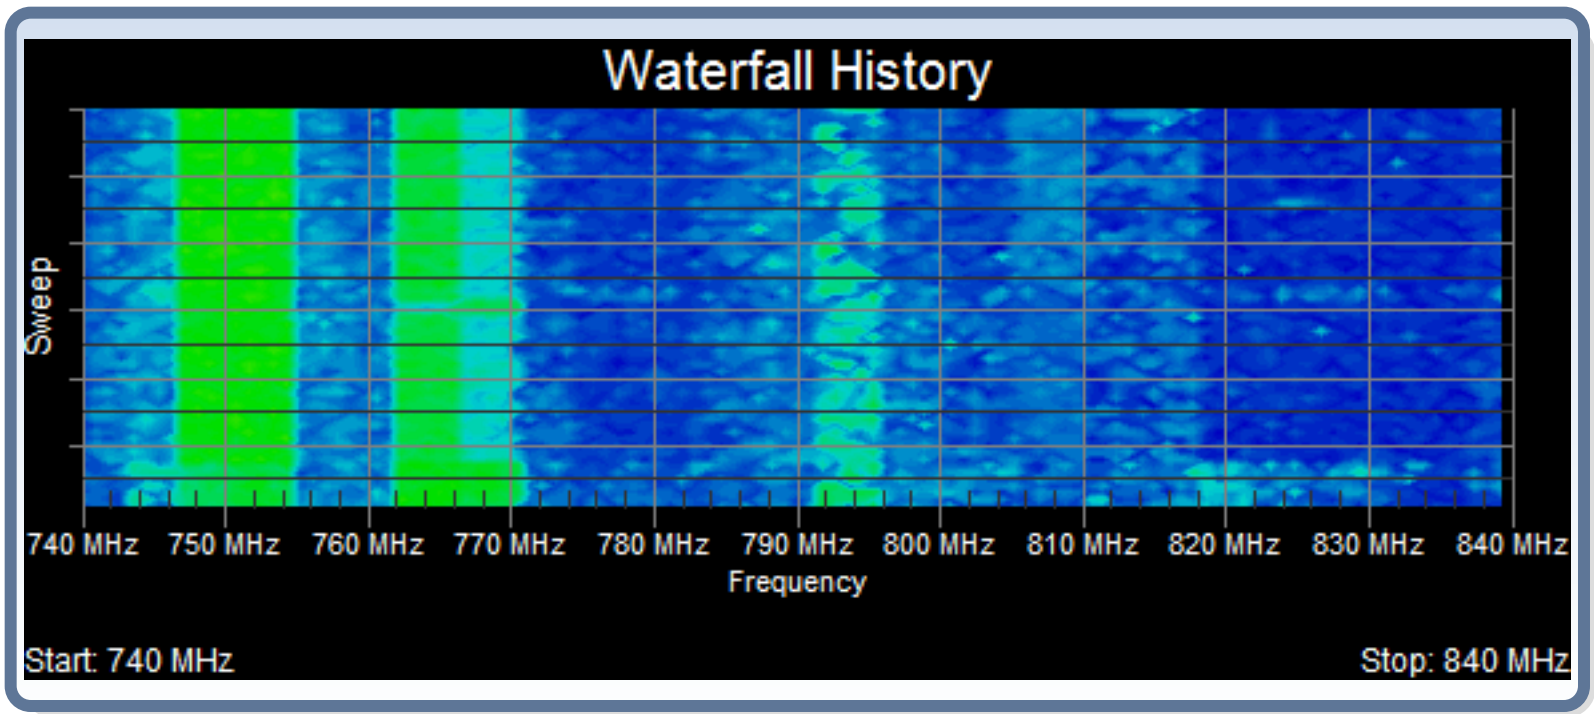 Waterfall History
Sweep
740 MHz 750 MHz 760 MHz 770 MHz 780 MHz 790 MHz 800 MHz 810 MHz 820 MHz 830 MHz 840 MHz
Frequency
Start: 740 MHz Stop: 840 MHz